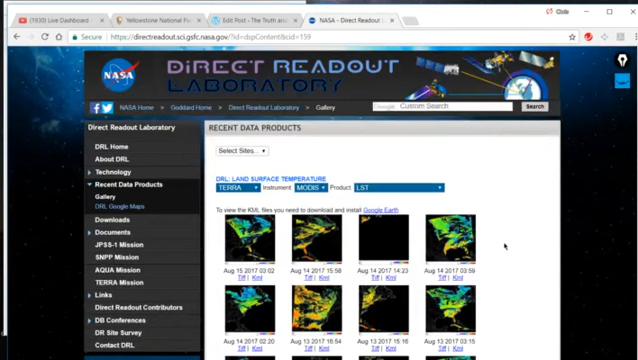 (1930) Live Dashboard
Yellowstone National F
Edit Post - The Truth ari
NASA - Direct Readout L
Chris
Secure
https://directreadout.sci.gsfc.nasa.gov/?id=dspContent&cid=159
NASA
DiRECT READOUT
LABORATORY
NASA Home
Goddard Home
Direct Readout Laboratory
Gallery
Google Custom Search
Search
Direct Readout Laboratory
DRL Home
About DRL
Technology
Recent Data Products
Gallery
DRL Google Maps
Downloads
Documents
JPSS-1 Mission
SNPP Mission
AQUA Mission
TERRA Mission
Links
Direct Readout Contributors
DB Conferences
DR Site Survey
Contact DRL
RECENT DATA PRODUCTS
Select Sites...
DRL: LAND SURFACE TEMPERATURE
TERRA Instrument MODIS Product LST
To view the KML files you need to download and install Google Earth
Aug 15 2017 03:02 Aug 14 2017 15:58 Aug 14 2017 14:23 Aug 14 2017 03:59
Tiff | Kml Tiff | Kml Tiff | Kml Tiff | Kml
Aug 14 2017 02:20 Aug 13 2017 16:54 Aug 13 2017 15:16 Aug 13 2017 03:15
Tiff | Kml Tiff | Kml Tiff | Kml Tiff | Kml